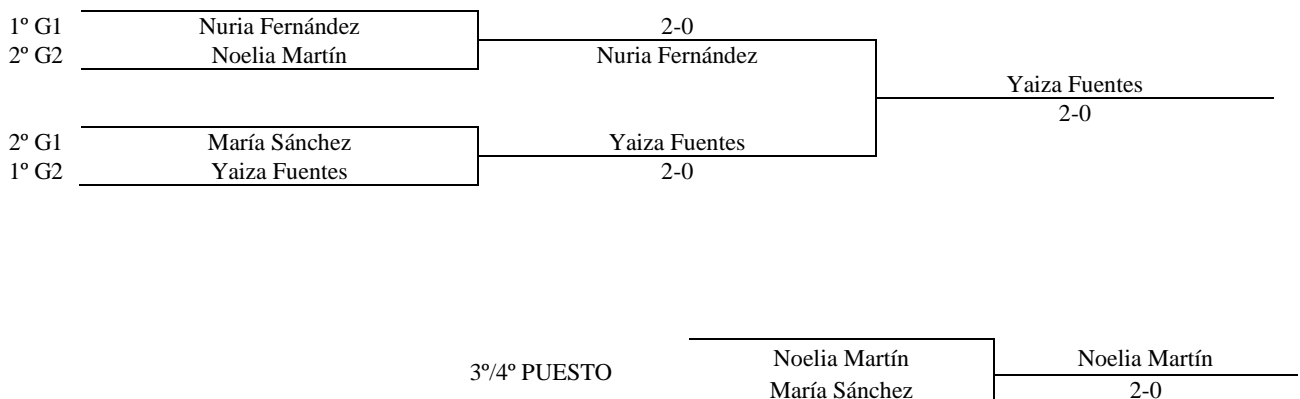 1º G1 Nuria Fernández 2-0
2º G2 Noelia Martín Nuria Fernández
Yaiza Fuentes
2-0
2º G1 María Sánchez Yaiza Fuentes
1º G2 Yaiza Fuentes 2-0
3º/4º PUESTO
Noelia Martín Noelia Martín
María Sánchez 2-0